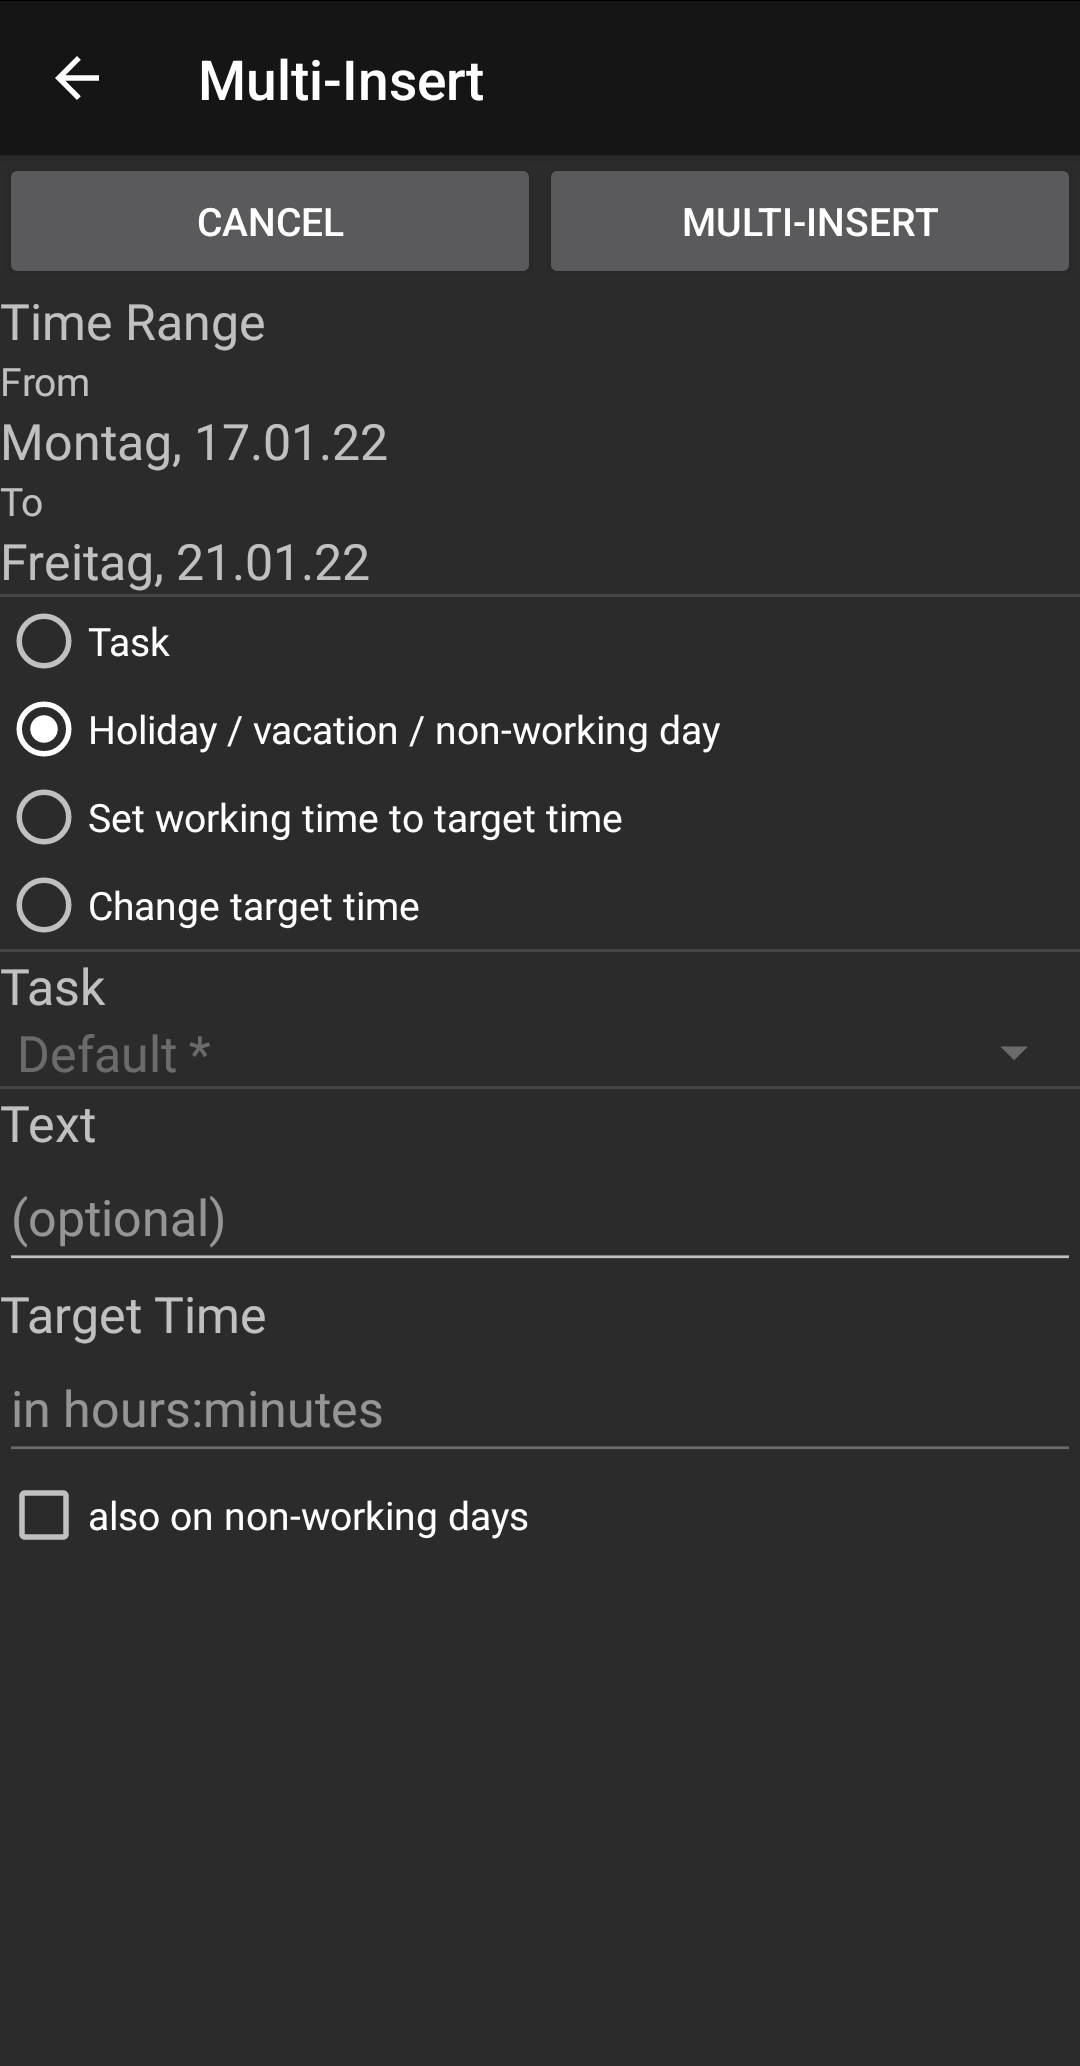 Multi-Insert
CANCEL
MULTI-INSERT
Time Range
From
Montag, 17.01.22
To
Freitag, 21.01.22
Task
Holiday / vacation / non-working day
Set working time to target time
Change target time
Task
Default *
Text
(optional)
Target Time
in hours:minutes
also on non-working days